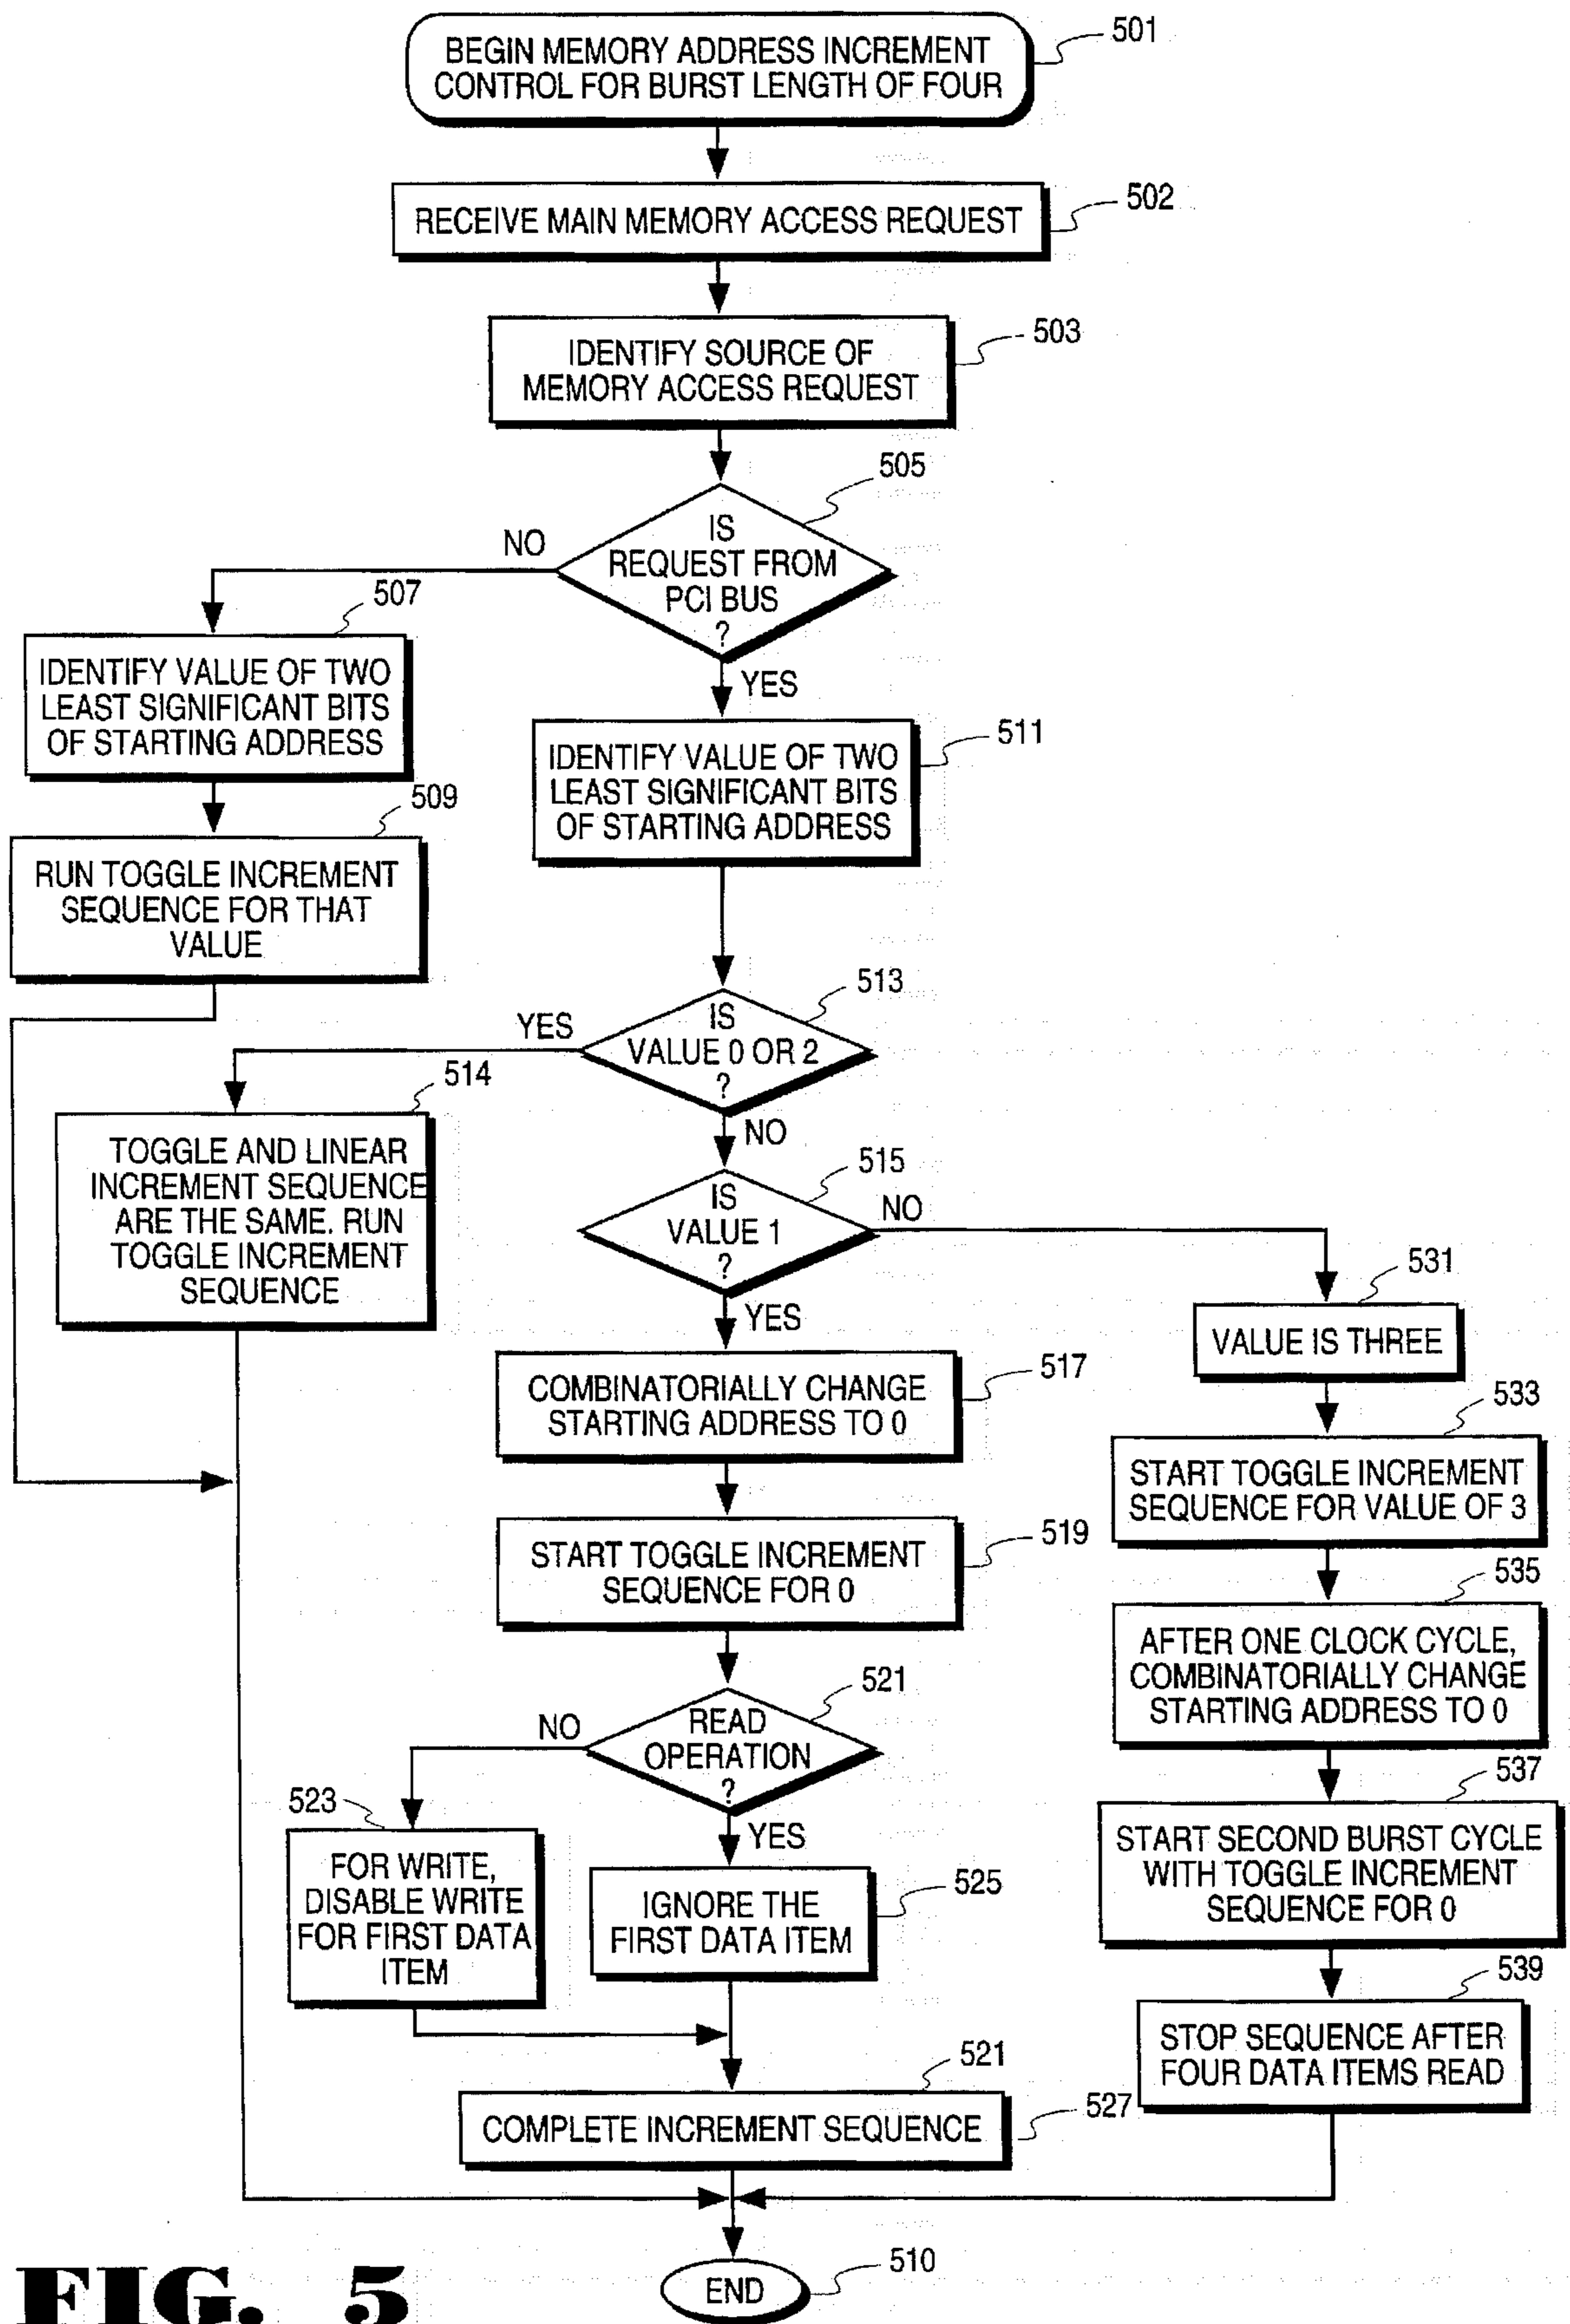 BEGIN MEMORY ADDRESS INCREMENT
CONTROL FOR BURST LENGTH OF FOUR
501
RECEIVE MAIN MEMORY ACCESS REQUEST
502
IDENTIFY SOURCE OF
MEMORY ACCESS REQUEST
503
IS
REQUEST FROM
PCI BUS
?
505
NO
YES
507
IDENTIFY VALUE OF TWO
LEAST SIGNIFICANT BITS
OF STARTING ADDRESS
509
RUN TOGGLE INCREMENT
SEQUENCE FOR THAT
VALUE
511
IDENTIFY VALUE OF TWO
LEAST SIGNIFICANT BITS
OF STARTING ADDRESS
513
IS
VALUE 0 OR 2
?
YES
NO
514
TOGGLE AND LINEAR
INCREMENT SEQUENCE
ARE THE SAME. RUN
TOGGLE INCREMENT
SEQUENCE
515
IS
VALUE 1
?
NO
YES
531
VALUE IS THREE
517
COMBINATORIALLY CHANGE
STARTING ADDRESS TO 0
533
START TOGGLE INCREMENT
SEQUENCE FOR VALUE OF 3
519
START TOGGLE INCREMENT
SEQUENCE FOR 0
535
AFTER ONE CLOCK CYCLE,
COMBINATORIALLY CHANGE
STARTING ADDRESS TO 0
521
READ
OPERATION
?
NO
YES
537
START SECOND BURST CYCLE
WITH TOGGLE INCREMENT
SEQUENCE FOR 0
523
FOR WRITE,
DISABLE WRITE
FOR FIRST DATA
ITEM
525
IGNORE THE
FIRST DATA ITEM
539
STOP SEQUENCE AFTER
FOUR DATA ITEMS READ
521
COMPLETE INCREMENT SEQUENCE
527
END
510
FIG. 5